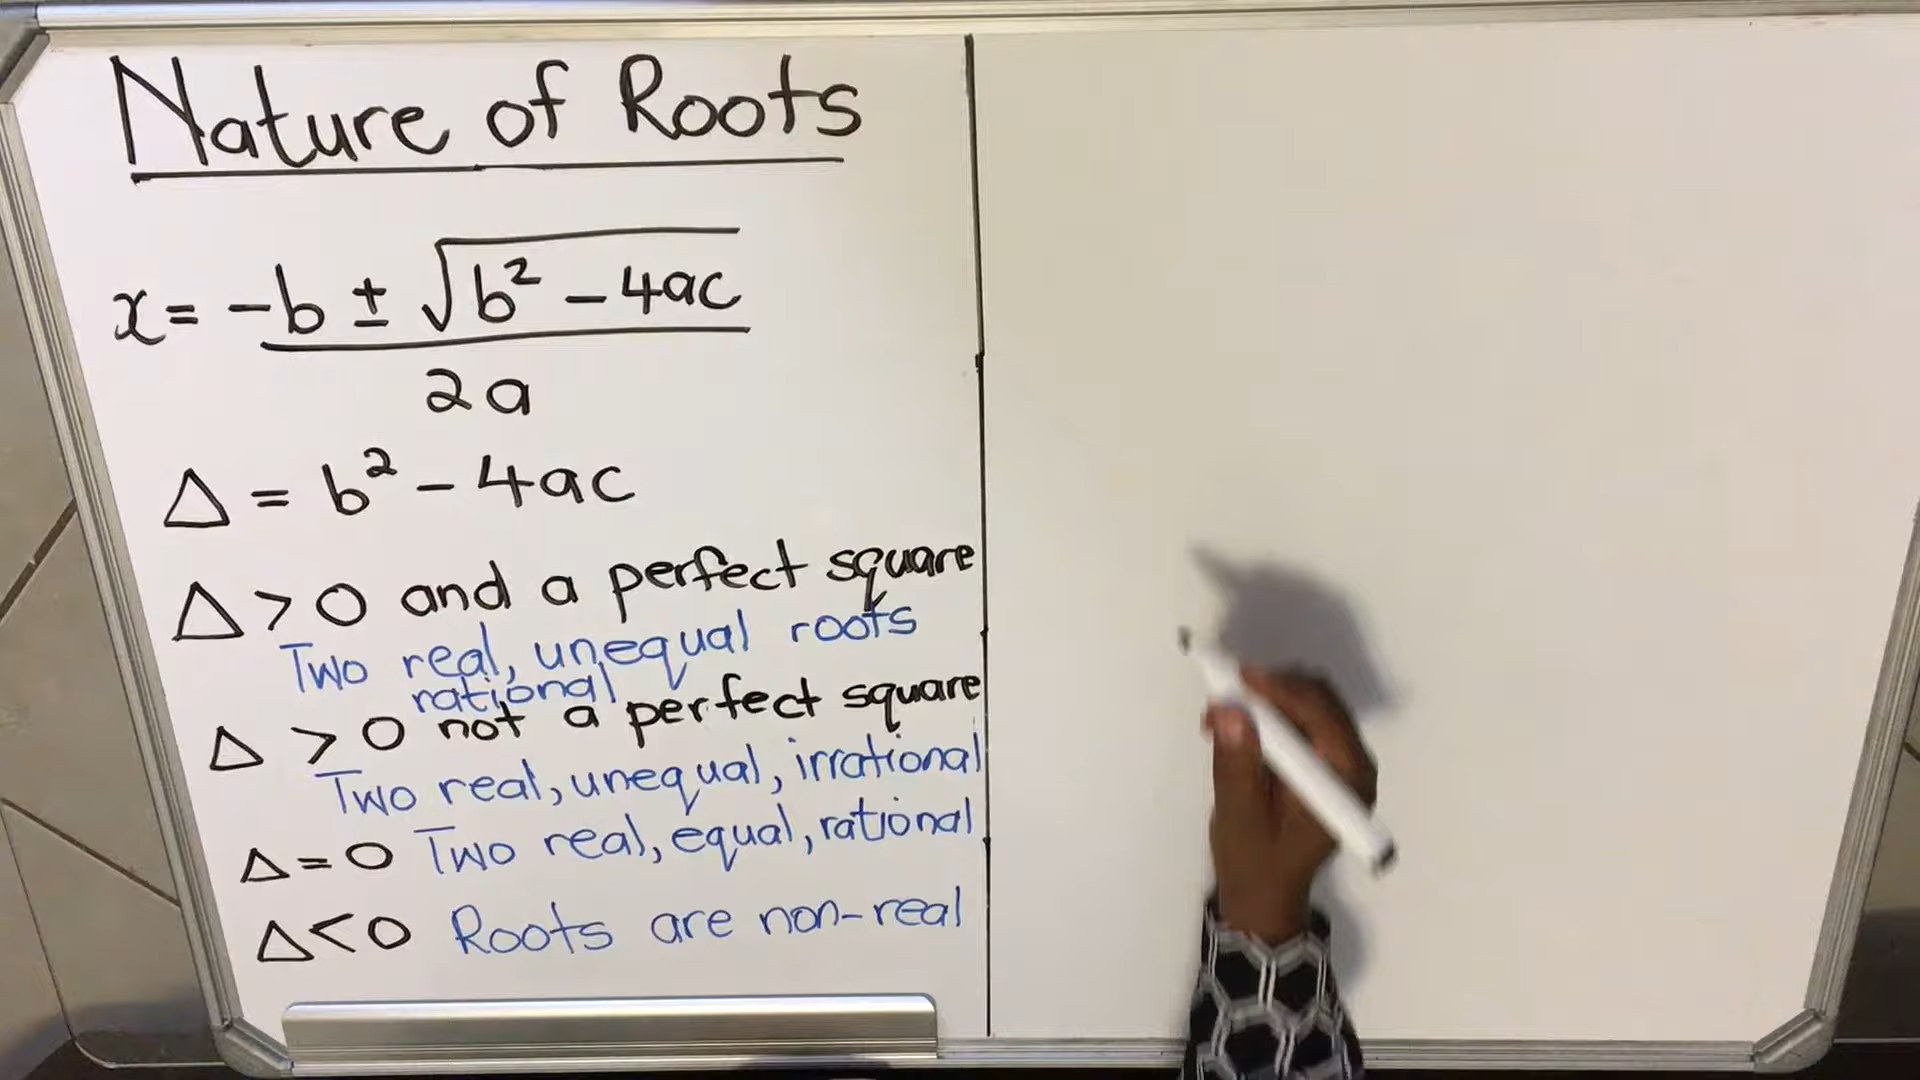 Nature of Roots
x = -b ± √b² - 4ac
2a
Δ = b² - 4ac
Δ > 0 and a perfect square
Two real, unequal roots
rational
Δ > 0 not a perfect square
Two real, unequal, irrational
Δ = 0 Two real, equal, rational
Δ < 0 Roots are non-real